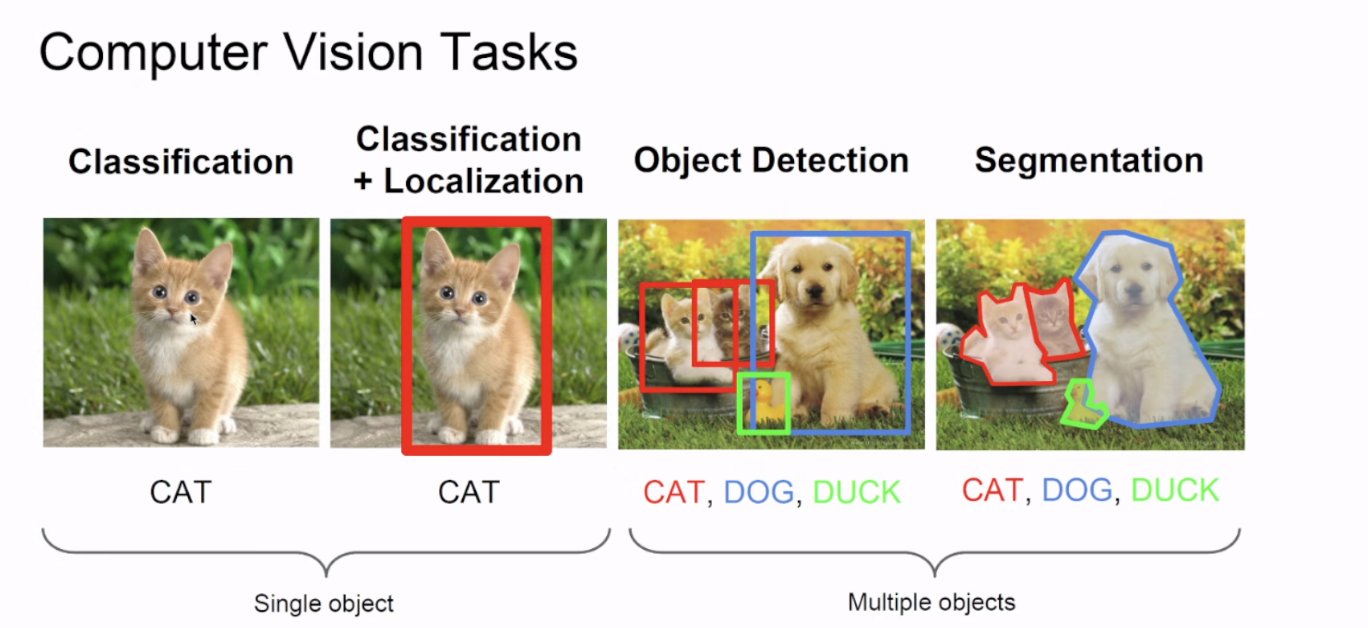 Computer Vision Tasks
Classification
Classification
+ Localization
Object Detection
Segmentation
CAT
CAT
CAT, DOG, DUCK
CAT, DOG, DUCK
Single object
Multiple objects